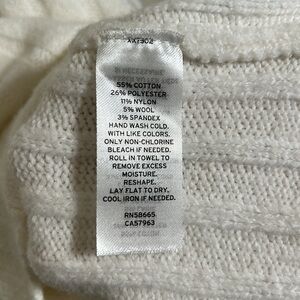 55% COTTON
26% POLYESTER
11% NYLON
5% WOOL
3% SPANDEX
HAND WASH COLD.
WITH LIKE COLORS.
ONLY NON-CHLORINE
BLEACH IF NEEDED.
ROLL IN TOWEL TO
REMOVE EXCESS
MOISTURE.
RESHAPE.
LAY FLAT TO DRY.
COOL IRON IF NEEDED.
RN58665
CA57963